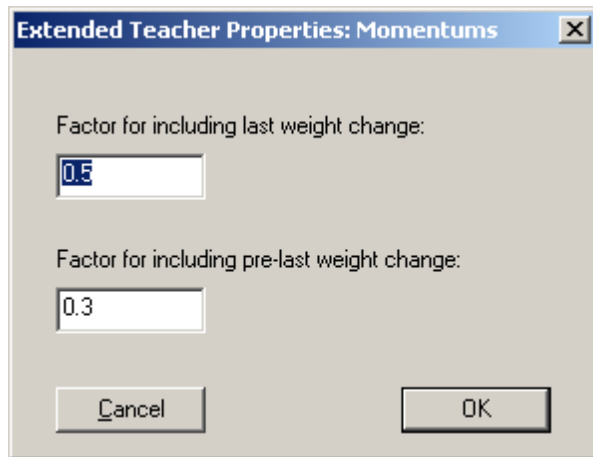 Extended Teacher Properties: Momentums
Factor for including last weight change:
0.5
Factor for including pre-last weight change:
0.3
Cancel OK